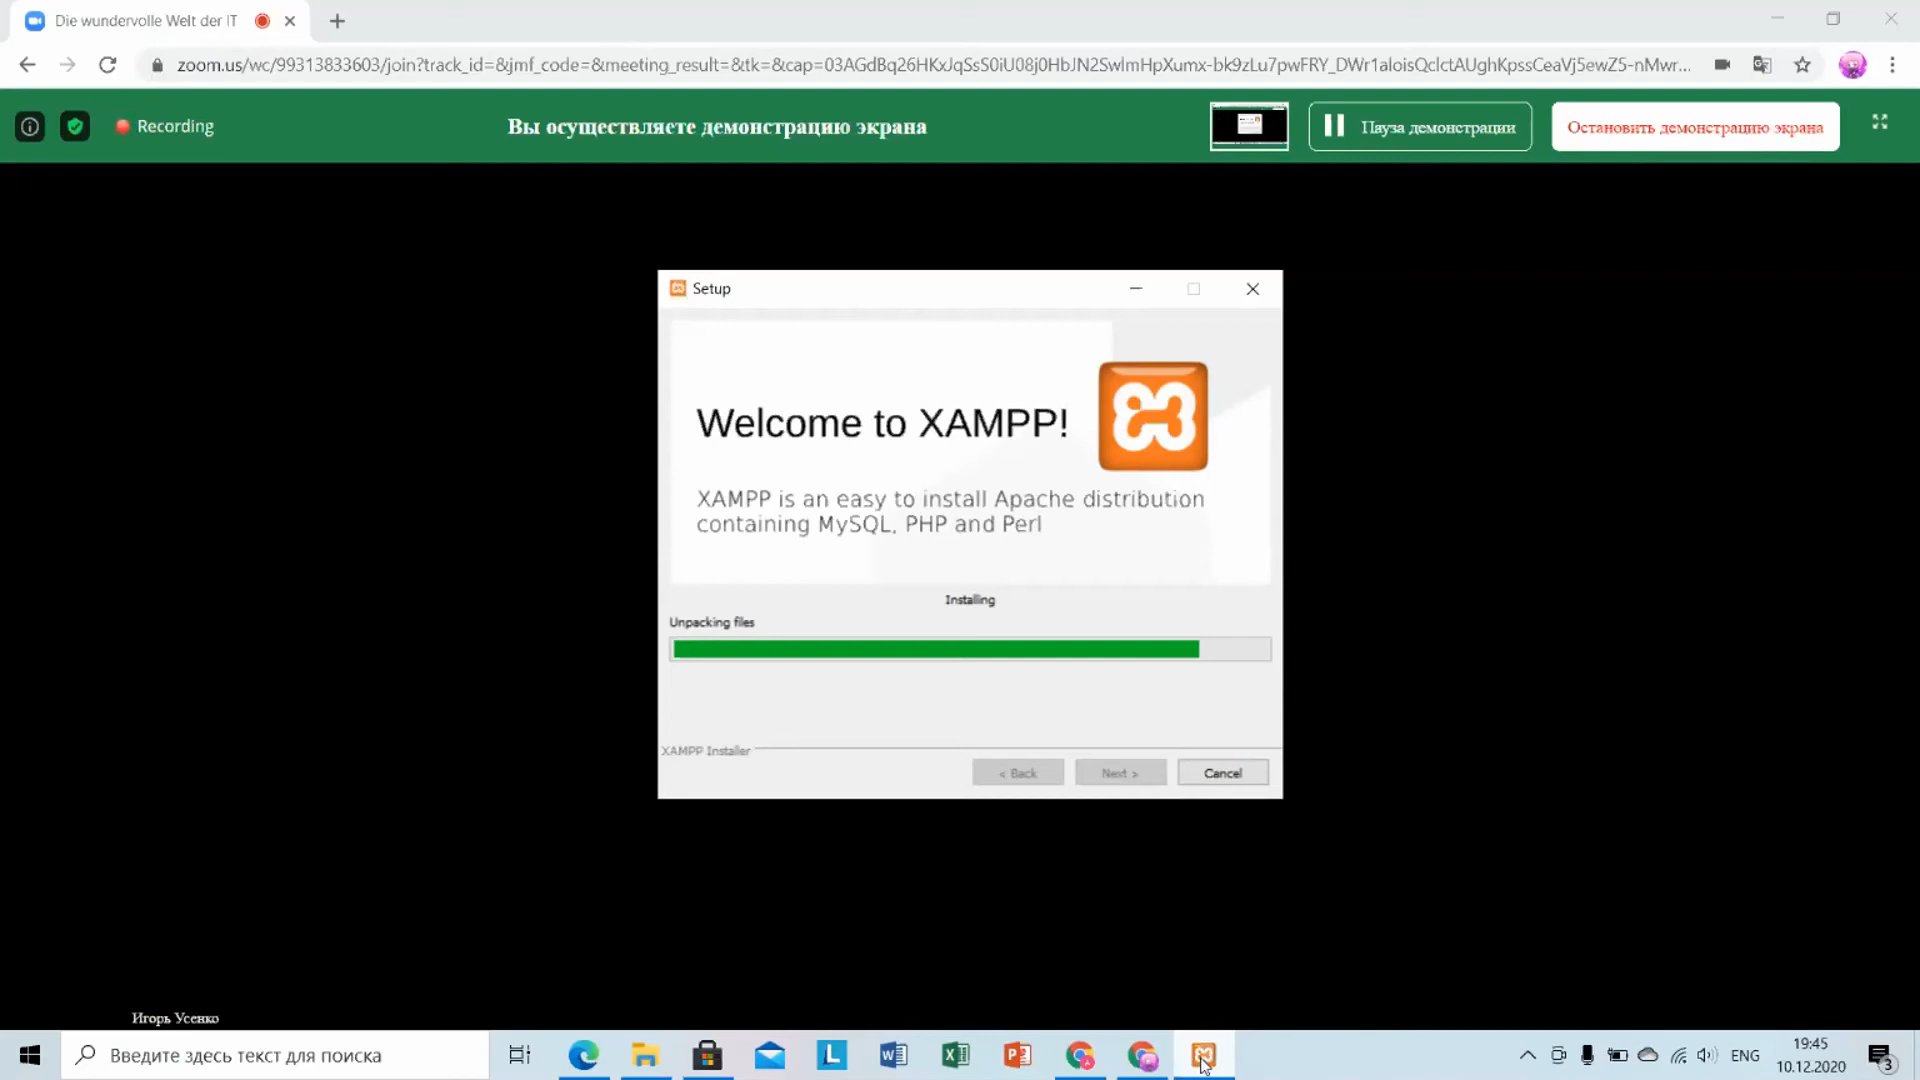 Die wundervolle Welt der IT
zoom.us/wc/99313833603/join?track_id=&jmf_code=&meeting_result=&tk=&cap=03AGdBq26HKxJqSsS0iU08j0HbJN2SwlmHpXumx-bk9zLu7pwFRY_DWr1aloisQclctAUghKpssCeaVj5ewZ5-nMwr...
Recording
Вы осуществляете демонстрацию экрана
Пауза демонстрации
Остановить демонстрацию экрана
Setup
Welcome to XAMPP!
XAMPP is an easy to install Apache distribution
containing MySQL, PHP and Perl
Installing
Unpacking files
XAMPP Installer
< Back
Next >
Cancel
Игорь Усенко
Введите здесь текст для поиска
ENG
19:45
10.12.2020
3